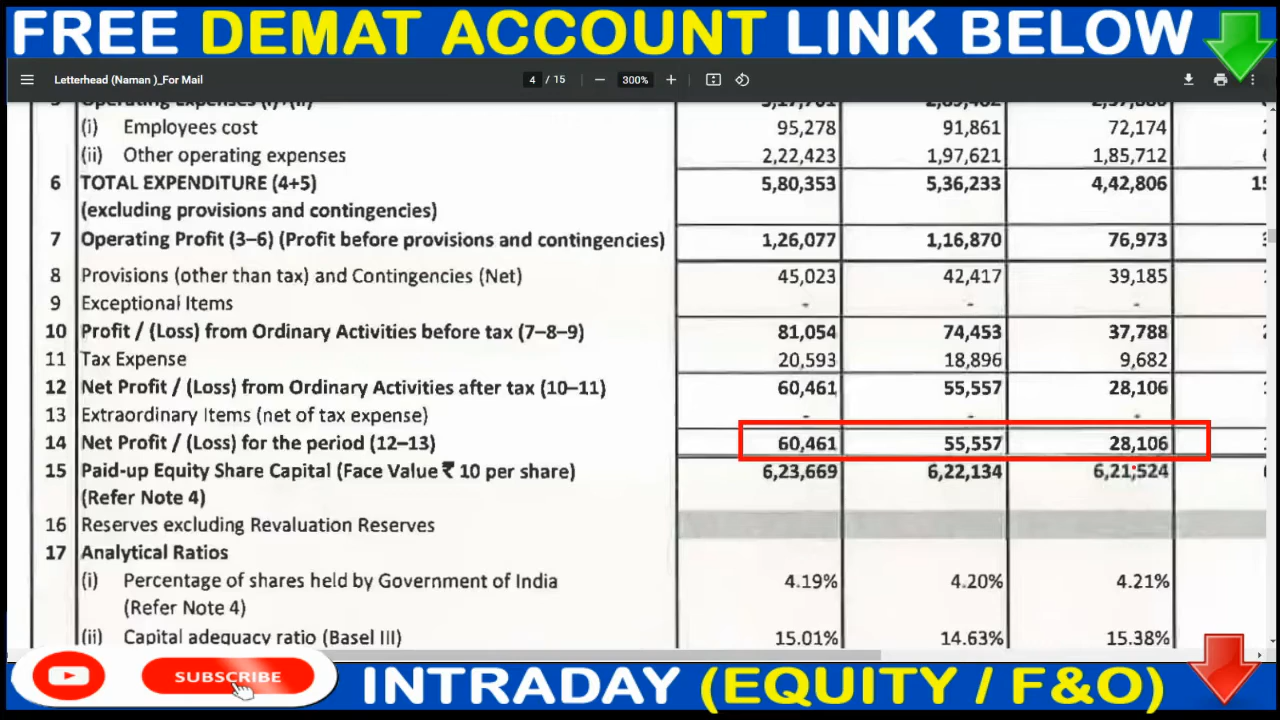 FREE DEMAT ACCOUNT LINK BELOW
Letterhead (Naman )_For Mail 4 / 15 300%
(i) Employees cost 95,278 91,861 72,174
(ii) Other operating expenses 2,22,423 1,97,621 1,85,712
6 TOTAL EXPENDITURE (4+5) 5,80,353 5,36,233 4,42,806
(excluding provisions and contingencies)
7 Operating Profit (3–6) (Profit before provisions and contingencies) 1,26,077 1,16,870 76,973
8 Provisions (other than tax) and Contingencies (Net) 45,023 42,417 39,185
9 Exceptional Items - - -
10 Profit / (Loss) from Ordinary Activities before tax (7–8–9) 81,054 74,453 37,788
11 Tax Expense 20,593 18,896 9,682
12 Net Profit / (Loss) from Ordinary Activities after tax (10–11) 60,461 55,557 28,106
13 Extraordinary Items (net of tax expense) - - -
14 Net Profit / (Loss) for the period (12–13) 60,461 55,557 28,106
15 Paid-up Equity Share Capital (Face Value ₹ 10 per share) 6,23,669 6,22,134 6,21,524
(Refer Note 4)
16 Reserves excluding Revaluation Reserves
17 Analytical Ratios
(i) Percentage of shares held by Government of India 4.19% 4.20% 4.21%
(Refer Note 4)
(ii) Capital adequacy ratio (Basel III) 15.01% 14.63% 15.38%
SUBSCRIBE
INTRADAY (EQUITY / F&O)